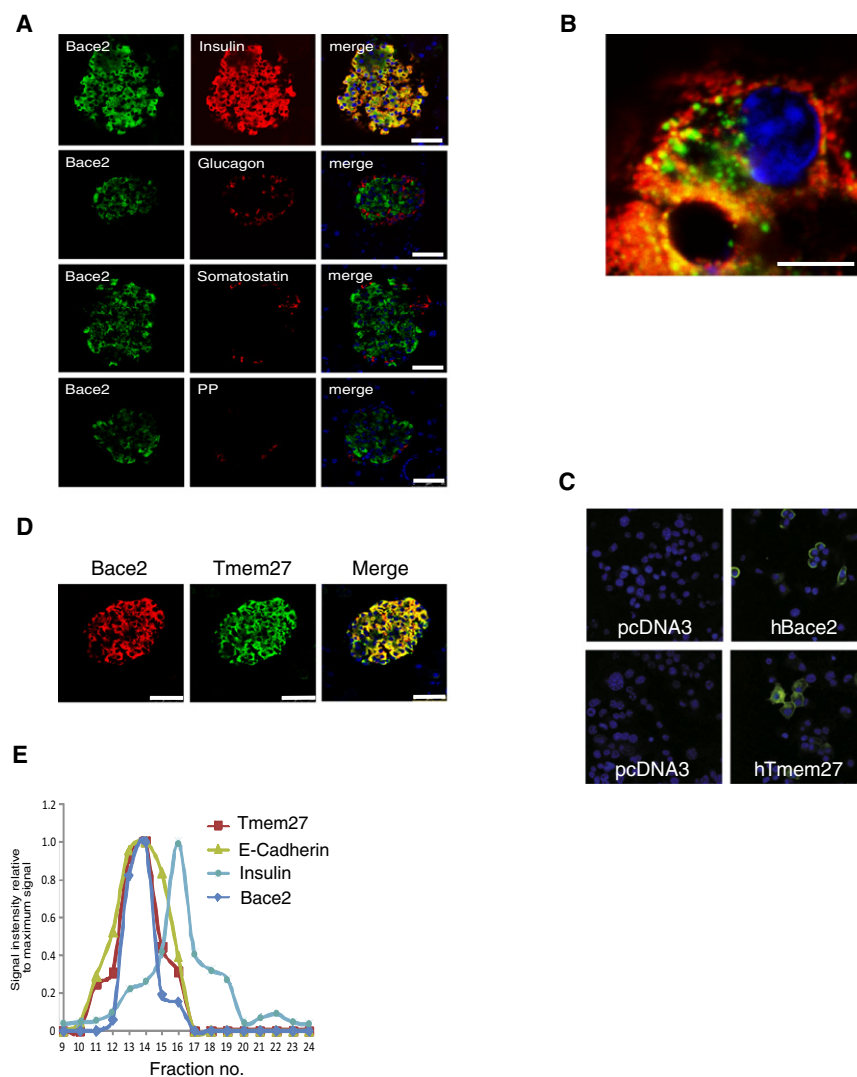 A
Bace2 Insulin merge
Bace2 Glucagon merge
Bace2 Somatostatin merge
Bace2 PP merge
B
C
pcDNA3 hBace2
pcDNA3 hTmem27
D
Bace2 Tmem27 Merge
E
Signal instensity relative
to maximum signal
1.2
1.0
0.8
0.6
0.4
0.2
0
9 10 11 12 13 14 15 16 17 18 19 20 21 22 23 24
Fraction no.
Tmem27
E-Cadherin
Insulin
Bace2